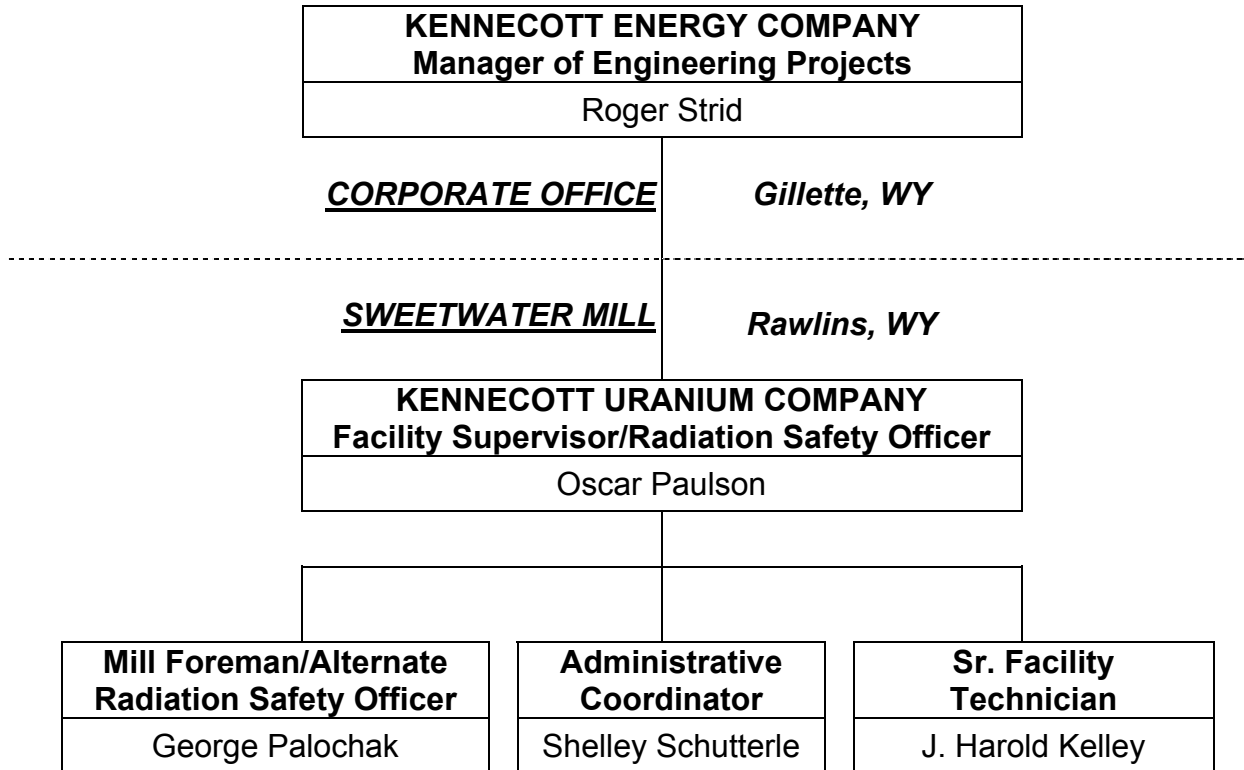 KENNECOTT ENERGY COMPANY
Manager of Engineering Projects
Roger Strid
CORPORATE OFFICE
Gillette, WY
SWEETWATER MILL
Rawlins, WY
KENNECOTT URANIUM COMPANY
Facility Supervisor/Radiation Safety Officer
Oscar Paulson
Mill Foreman/Alternate
Radiation Safety Officer
George Palochak
Administrative
Coordinator
Shelley Schutterle
Sr. Facility
Technician
J. Harold Kelley